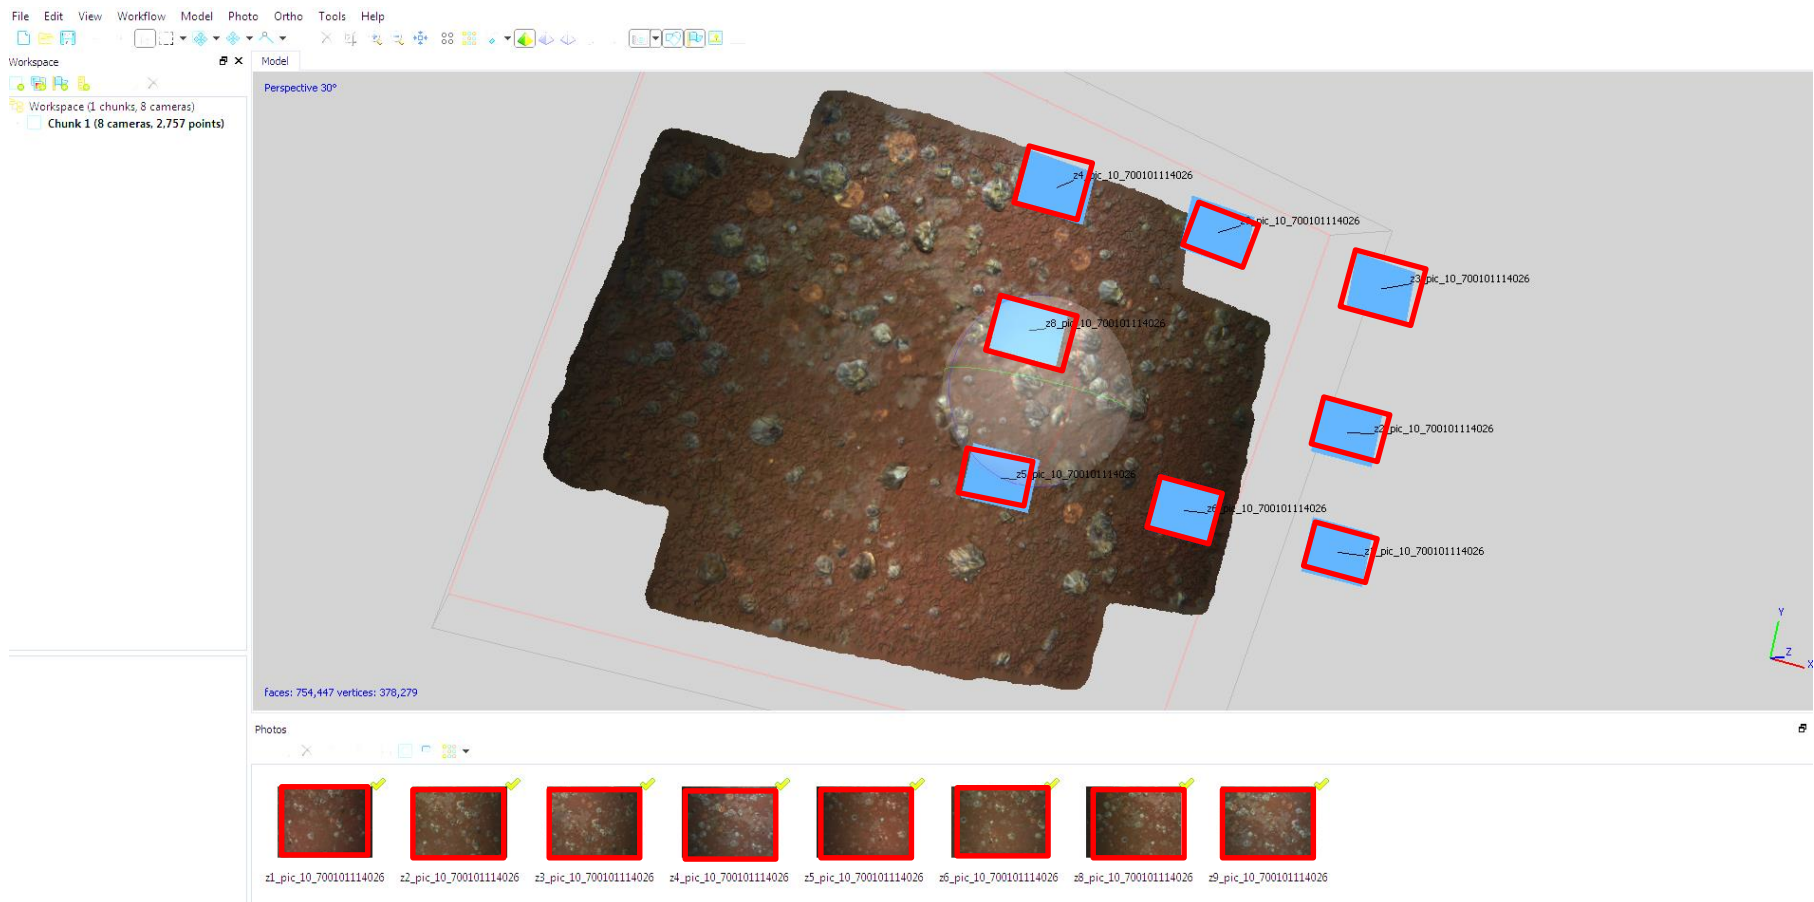 File Edit View Workflow Model Photo Ortho Tools Help
Workspace
Model
Workspace (1 chunks, 8 cameras)
Chunk 1 (8 cameras, 2,757 points)
Perspective 30°
z4_pic_10_700101114026
pic_10_700101114026
z3_pic_10_700101114026
z8_pic_10_700101114026
z2_pic_10_700101114026
z5_pic_10_700101114026
z6_pic_10_700101114026
z1_pic_10_700101114026
Y
Z
X
faces: 754,447 vertices: 378,279
Photos
z1_pic_10_700101114026 z2_pic_10_700101114026 z3_pic_10_700101114026 z4_pic_10_700101114026 z5_pic_10_700101114026 z6_pic_10_700101114026 z8_pic_10_700101114026 z9_pic_10_700101114026